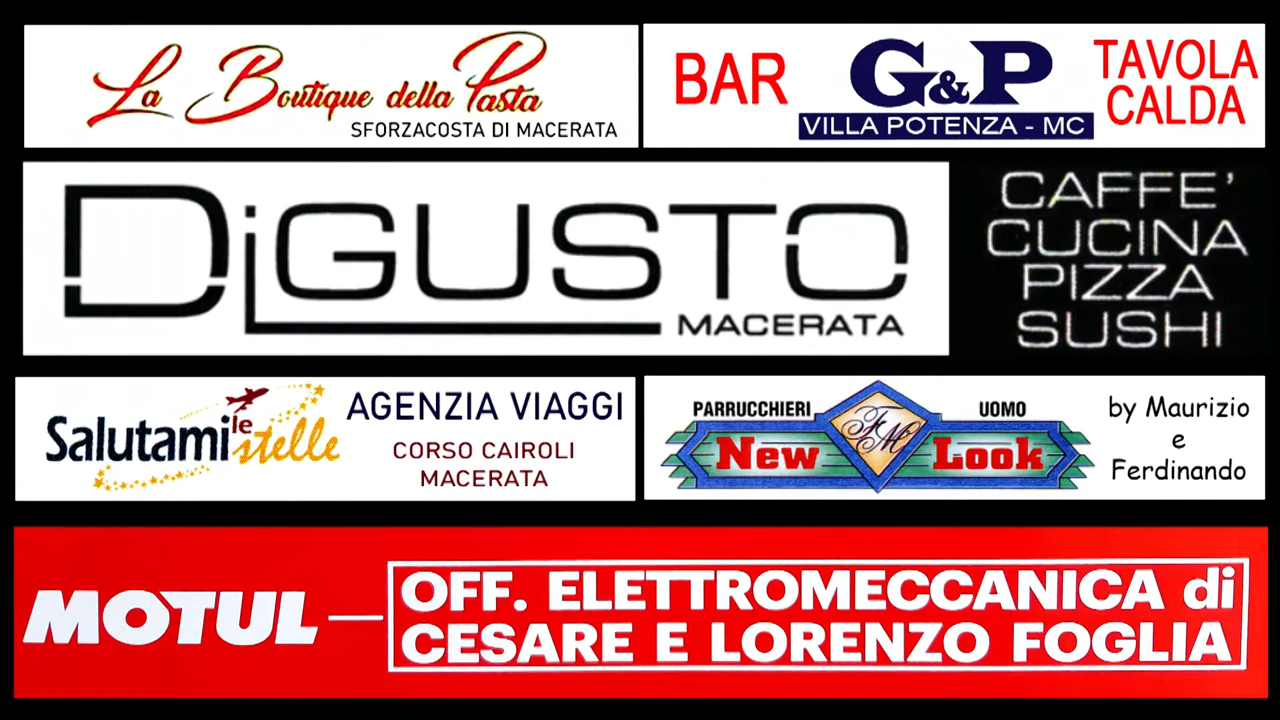 La Boutique della Pasta
SFORZACOSTA DI MACERATA
BAR
G&P
VILLA POTENZA - MC
TAVOLA
CALDA
DiGUSTO
MACERATA
CAFFE'
CUCINA
PIZZA
SUSHI
Salutami le stelle
AGENZIA VIAGGI
CORSO CAIROLI
MACERATA
PARRUCCHIERI UOMO
New FM Look
by Maurizio
e
Ferdinando
MOTUL
OFF. ELETTROMECCANICA di
CESARE E LORENZO FOGLIA